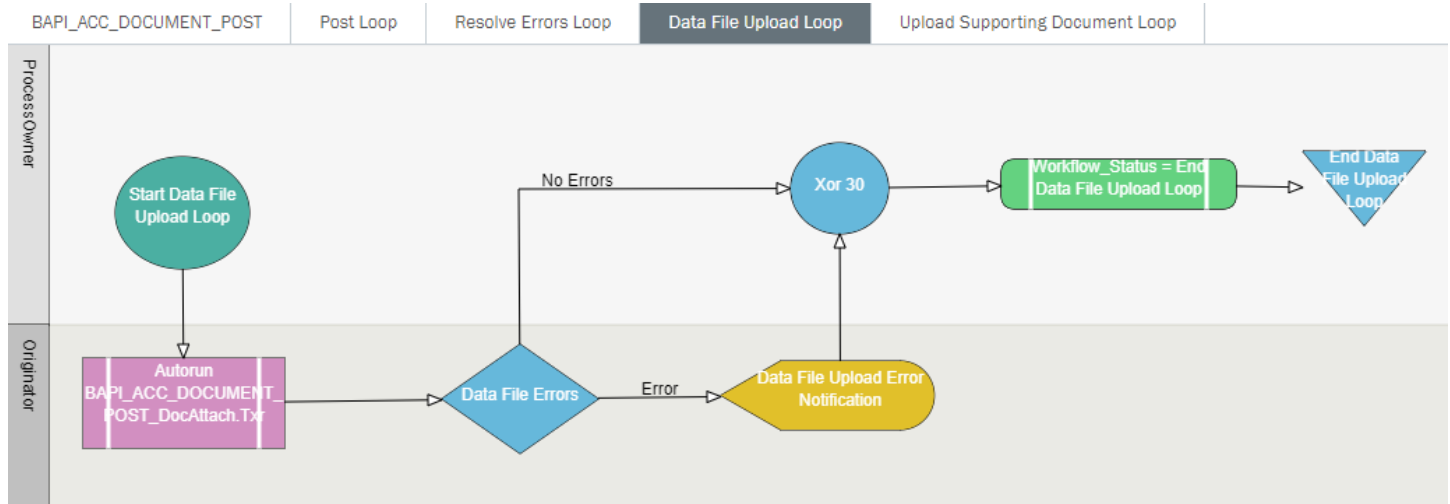 BAPI_ACC_DOCUMENT_POST
Post Loop
Resolve Errors Loop
Data File Upload Loop
Upload Supporting Document Loop
ProcessOwner
Start Data File
Upload Loop
No Errors
Xor 30
Workflow_Status = End
Data File Upload Loop
End Data
File Upload
Loop
Originator
Autorun
BAPI_ACC_DOCUMENT_
POST_DocAttach.Txr
Data File Errors
Error
Data File Upload Error
Notification